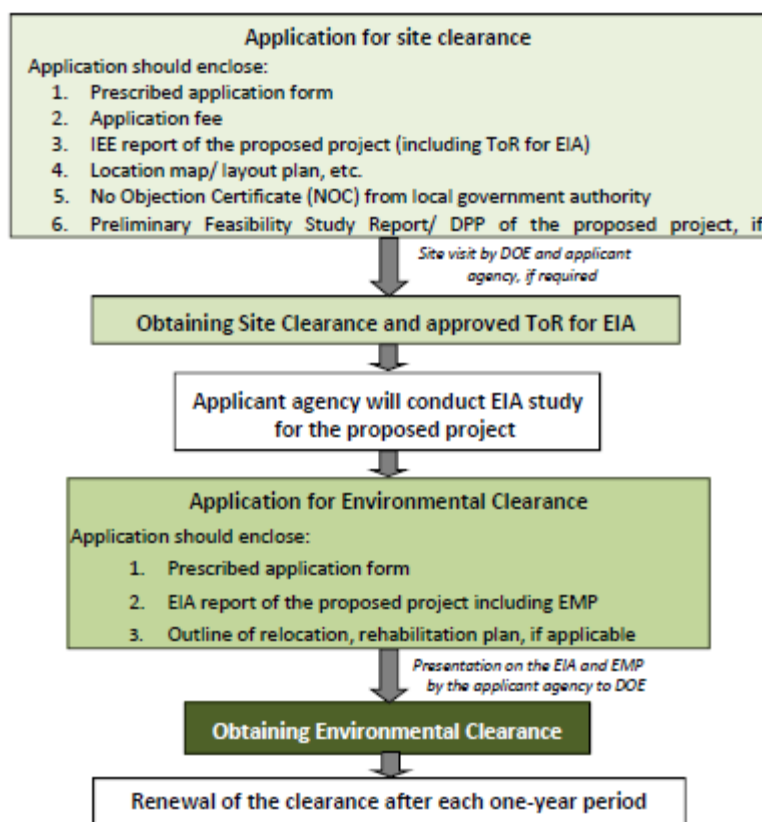 Application for site clearance
Application should enclose:
1. Prescribed application form
2. Application fee
3. IEE report of the proposed project (including ToR for EIA)
4. Location map/ layout plan, etc.
5. No Objection Certificate (NOC) from local government authority
6. Preliminary Feasibility Study Report/ DPP of the proposed project, if
Site visit by DOE and applicant
agency, if required
Obtaining Site Clearance and approved ToR for EIA
Applicant agency will conduct EIA study
for the proposed project
Application for Environmental Clearance
Application should enclose:
1. Prescribed application form
2. EIA report of the proposed project including EMP
3. Outline of relocation, rehabilitation plan, if applicable
Presentation on the EIA and EMP
by the applicant agency to DOE
Obtaining Environmental Clearance
Renewal of the clearance after each one-year period